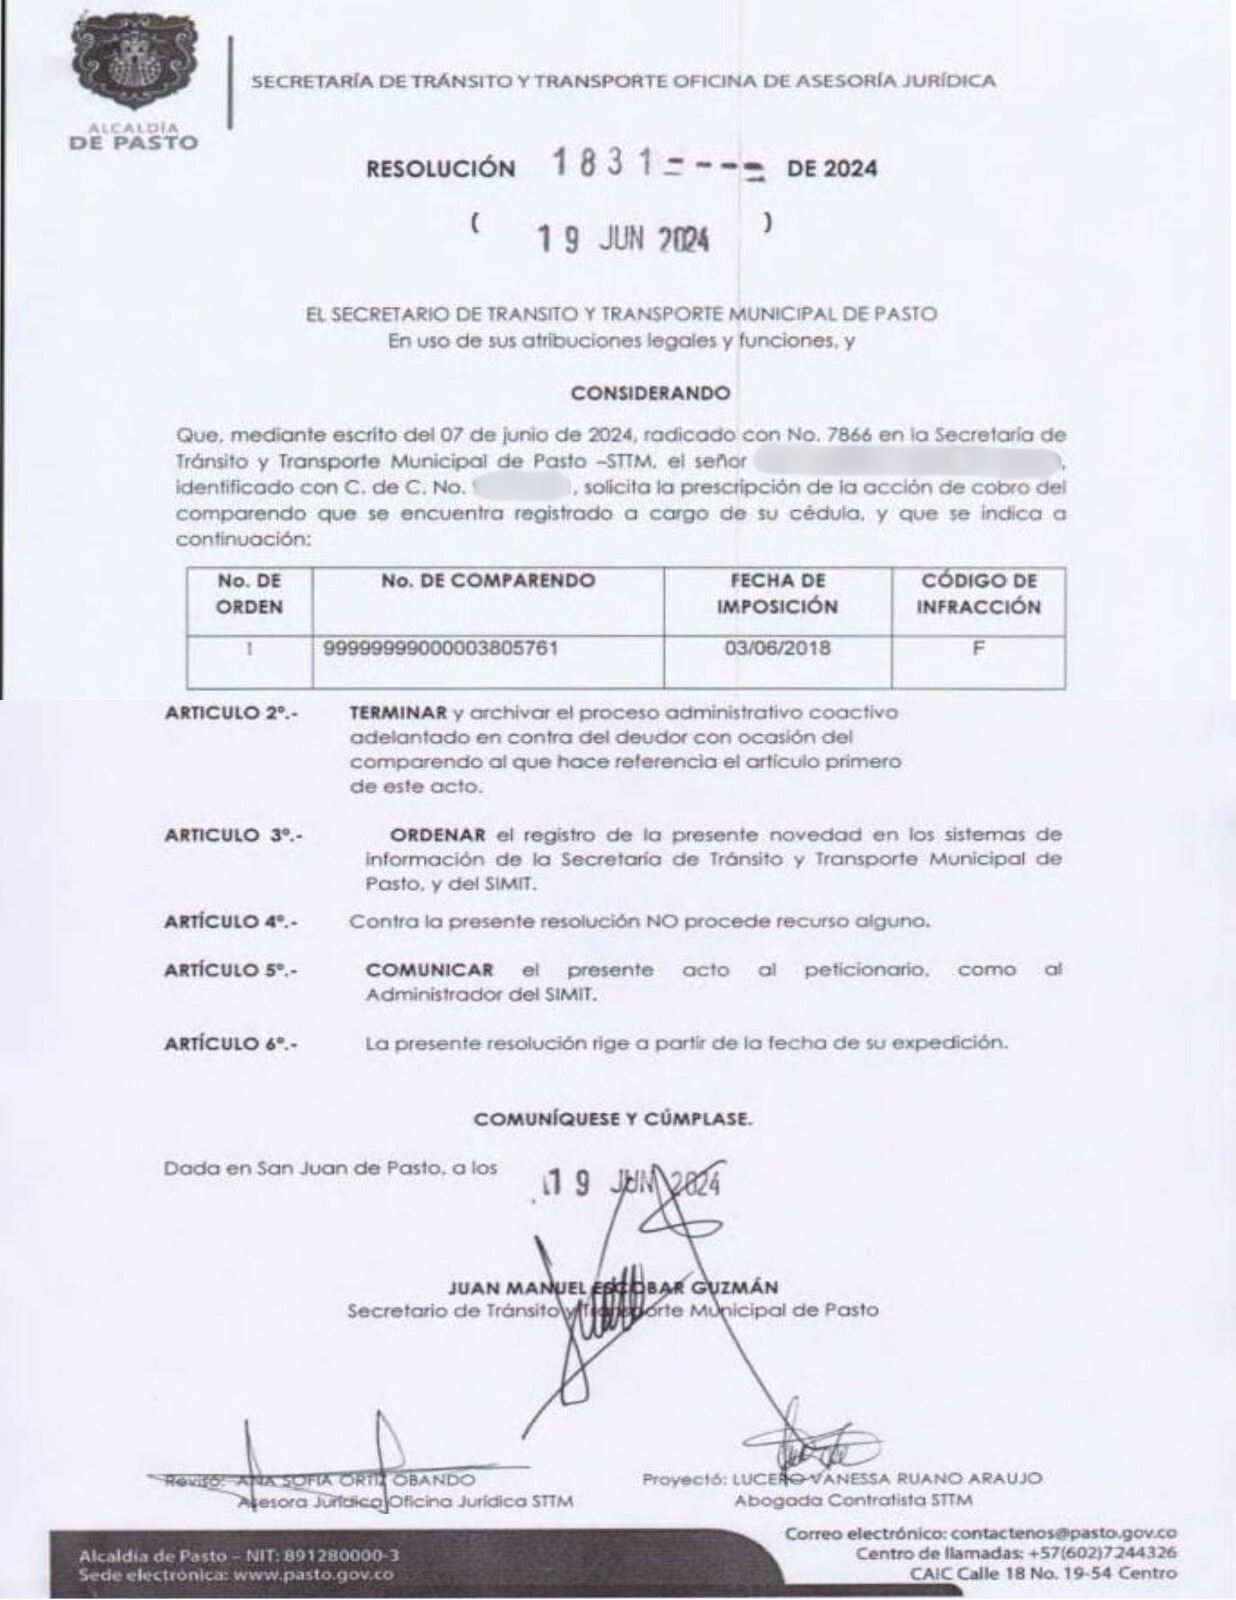 ALCALDÍA
DE PASTO
SECRETARÍA DE TRÁNSITO Y TRANSPORTE OFICINA DE ASESORÍA JURÍDICA
RESOLUCIÓN 1831---- DE 2024
( 19 JUN 2024 )
EL SECRETARIO DE TRANSITO Y TRANSPORTE MUNICIPAL DE PASTO
En uso de sus atribuciones legales y funciones, y
CONSIDERANDO
Que, mediante escrito del 07 de junio de 2024, radicado con No. 7866 en la Secretaría de
Tránsito y Transporte Municipal de Pasto –STTM, el señor ,
identificado con C. de C. No. , solicita la prescripción de la acción de cobro del
comparendo que se encuentra registrado a cargo de su cédula, y que se indica a
continuación:
No. DE ORDEN No. DE COMPARENDO FECHA DE IMPOSICIÓN CÓDIGO DE INFRACCIÓN
1 99999999000003805761 03/06/2018 F
ARTICULO 2º.- TERMINAR y archivar el proceso administrativo coactivo
adelantado en contra del deudor con ocasión del
comparendo al que hace referencia el artículo primero
de este acto.
ARTICULO 3º.- ORDENAR el registro de la presente novedad en los sistemas de
información de la Secretaría de Tránsito y Transporte Municipal de
Pasto, y del SIMIT.
ARTÍCULO 4º.- Contra la presente resolución NO procede recurso alguno.
ARTÍCULO 5º.- COMUNICAR el presente acto al peticionario, como al
Administrador del SIMIT.
ARTÍCULO 6º.- La presente resolución rige a partir de la fecha de su expedición.
COMUNÍQUESE Y CÚMPLASE.
Dada en San Juan de Pasto, a los 19 JUN 2024
JUAN MANUEL ESCOBAR GUZMÁN
Secretario de Tránsito y Transporte Municipal de Pasto
Revisó: ANA SOFIA ORTIZ OBANDO
Asesora Jurídica Oficina Jurídica STTM
Proyectó: LUCERO VANESSA RUANO ARAUJO
Abogada Contratista STTM
Alcaldía de Pasto – NIT: 891280000-3
Sede electrónica: www.pasto.gov.co
Correo electrónico: contactenos@pasto.gov.co
Centro de llamadas: +57(602)7244326
CAIC Calle 18 No. 19-54 Centro